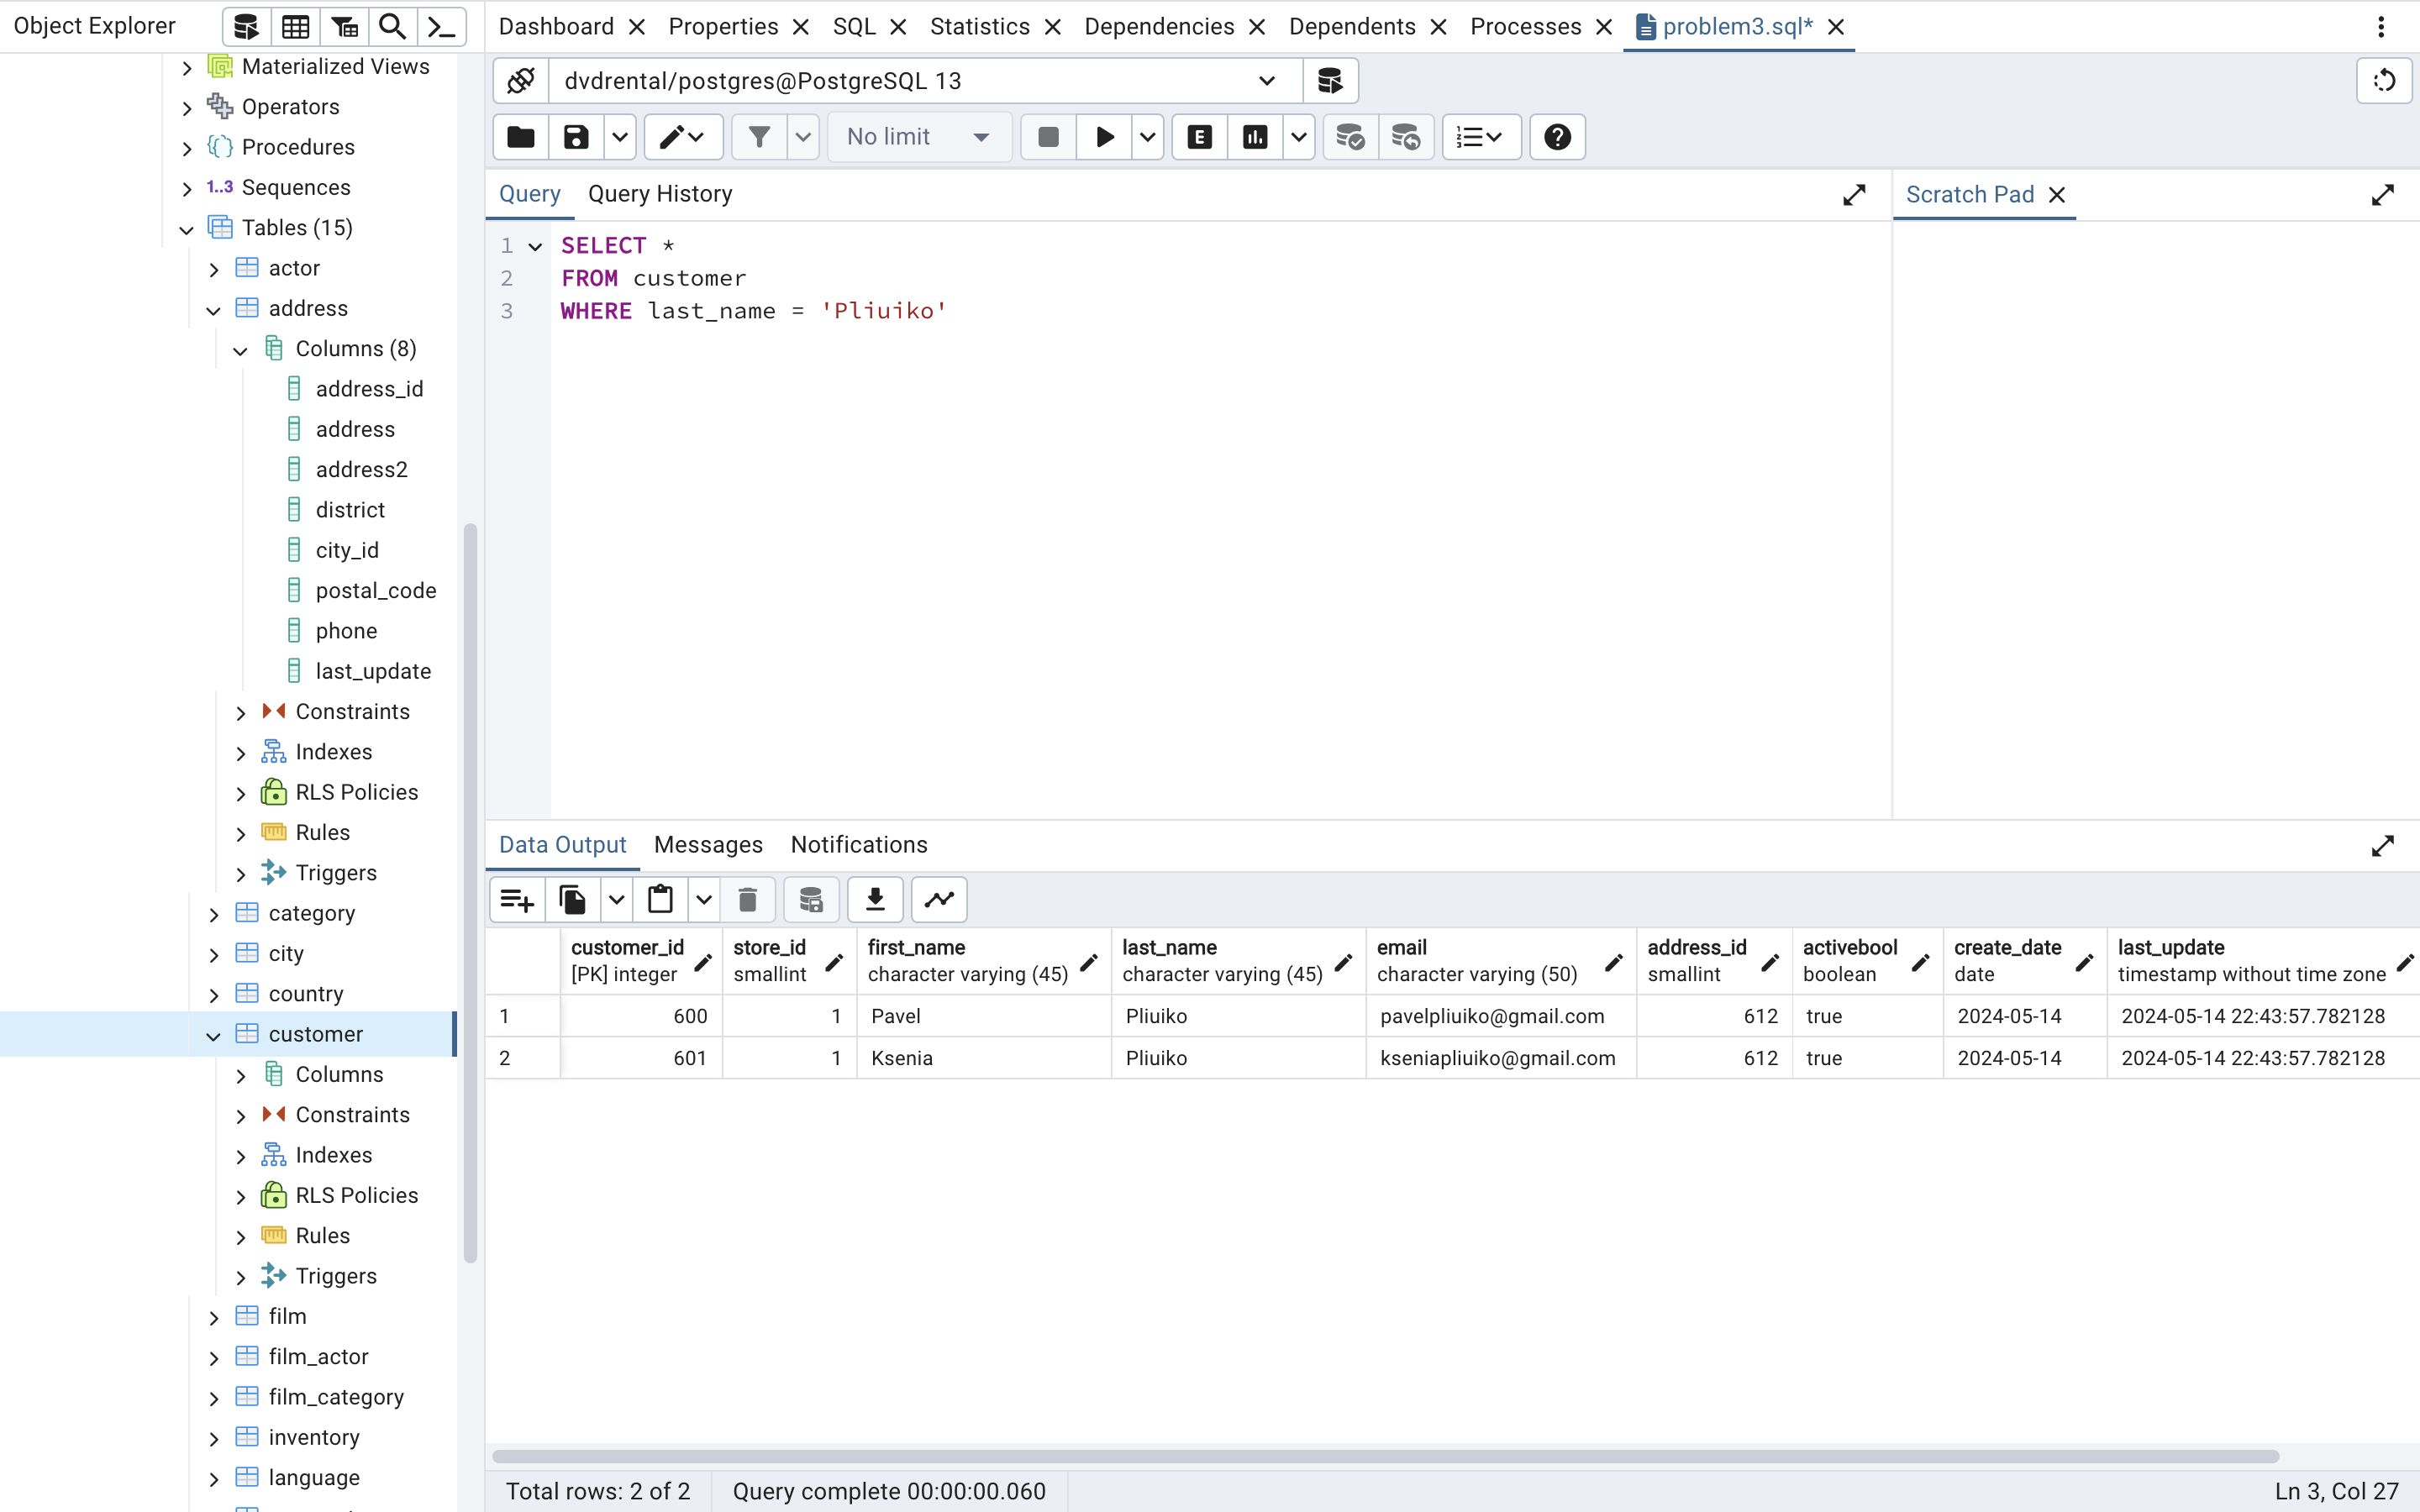 Object Explorer
Materialized Views
Operators
Procedures
1..3 Sequences
Tables (15)
actor
address
Columns (8)
address_id
address
address2
district
city_id
postal_code
phone
last_update
Constraints
Indexes
RLS Policies
Rules
Triggers
category
city
country
customer
Columns
Constraints
Indexes
RLS Policies
Rules
Triggers
film
film_actor
film_category
inventory
language
Dashboard Properties SQL Statistics Dependencies Dependents Processes problem3.sql*
dvdrental/postgres@PostgreSQL 13
No limit E
Query Query History
Scratch Pad
1 SELECT *
2 FROM customer
3 WHERE last_name = 'Pliuiko'
Data Output Messages Notifications
customer_id store_id first_name last_name email address_id activebool create_date last_update
[PK] integer smallint character varying (45) character varying (45) character varying (50) smallint boolean date timestamp without time zone
1 600 1 Pavel Pliuiko pavelpliuiko@gmail.com 612 true 2024-05-14 2024-05-14 22:43:57.782128
2 601 1 Ksenia Pliuiko kseniapliuiko@gmail.com 612 true 2024-05-14 2024-05-14 22:43:57.782128
Total rows: 2 of 2 Query complete 00:00:00.060 Ln 3, Col 27